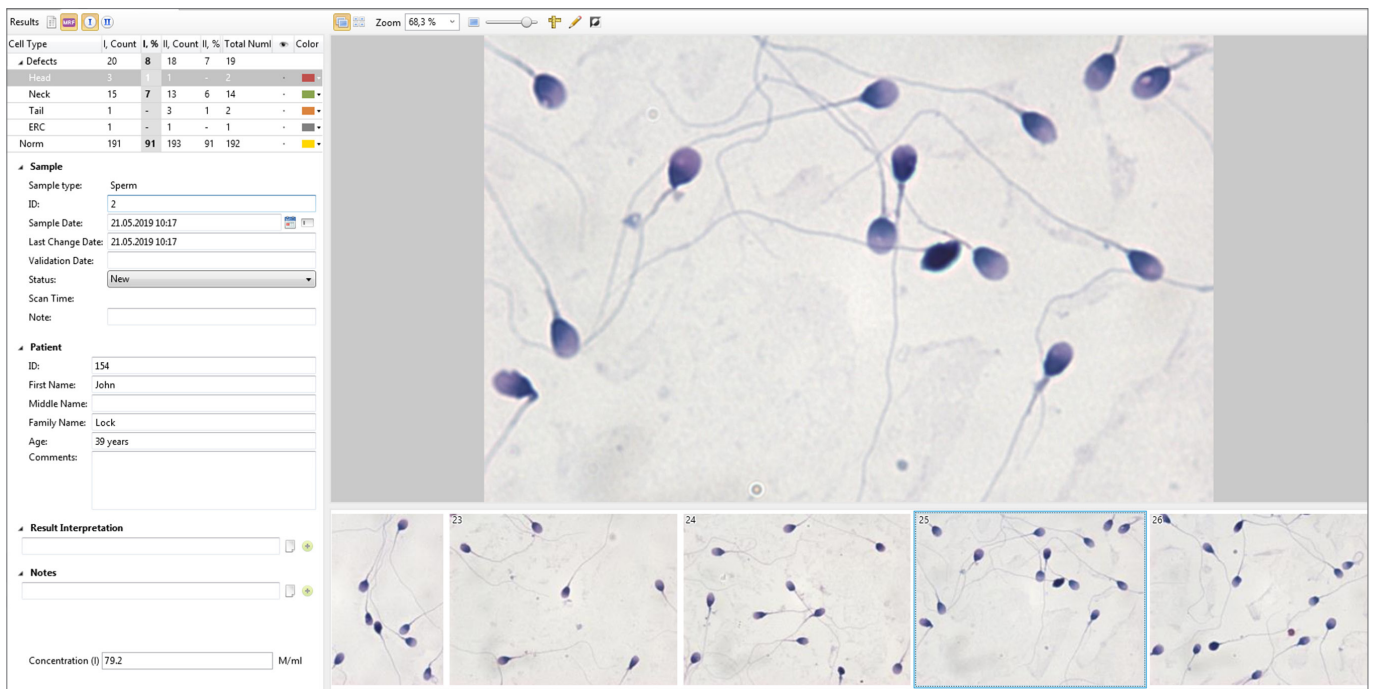 Results MRF I II
Zoom 68,3 %
Cell Type I, Count I, % II, Count II, % Total Numl Color
Defects 20 8 18 7 19
Head 3 1 1 - 2
Neck 15 7 13 6 14
Tail 1 - 3 1 2
ERC 1 - 1 - 1
Norm 191 91 193 91 192
Sample
Sample type: Sperm
ID: 2
Sample Date: 21.05.2019 10:17
Last Change Date: 21.05.2019 10:17
Validation Date:
Status: New
Scan Time:
Note:
Patient
ID: 154
First Name: John
Middle Name:
Family Name: Lock
Age: 39 years
Comments:
Result Interpretation
Notes
Concentration (I) 79.2 M/ml
23 24 25 26